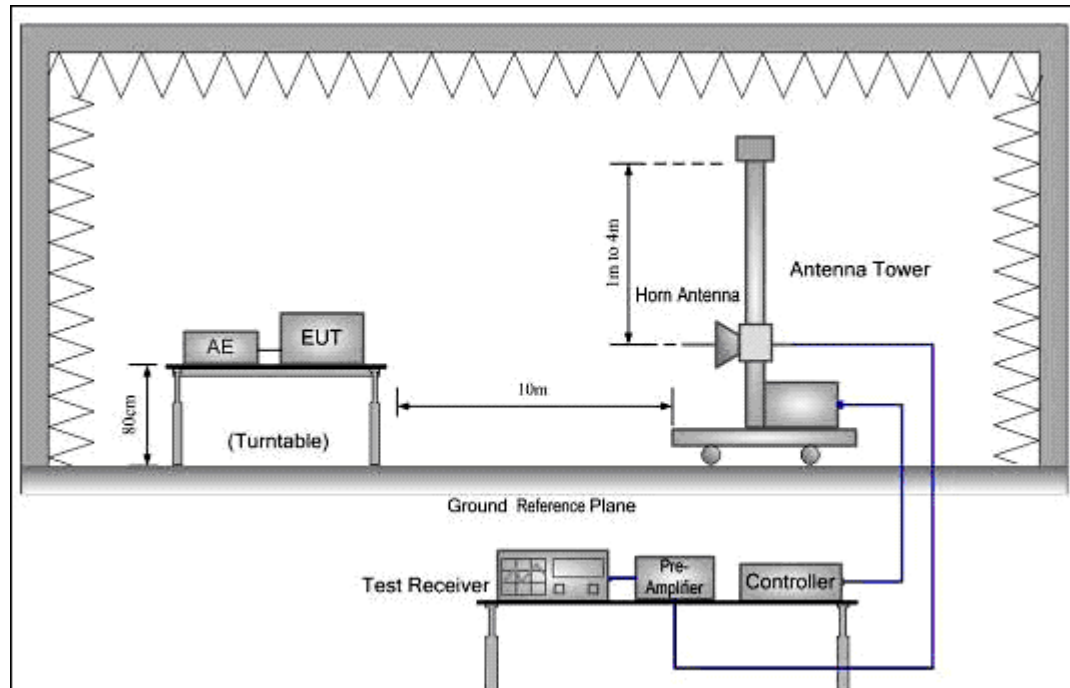 1m to 4m
Antenna Tower
Horn Antenna
AE
EUT
80cm
10m
(Turntable)
Ground Reference Plane
Test Receiver
Pre-
Amplifier
Controller